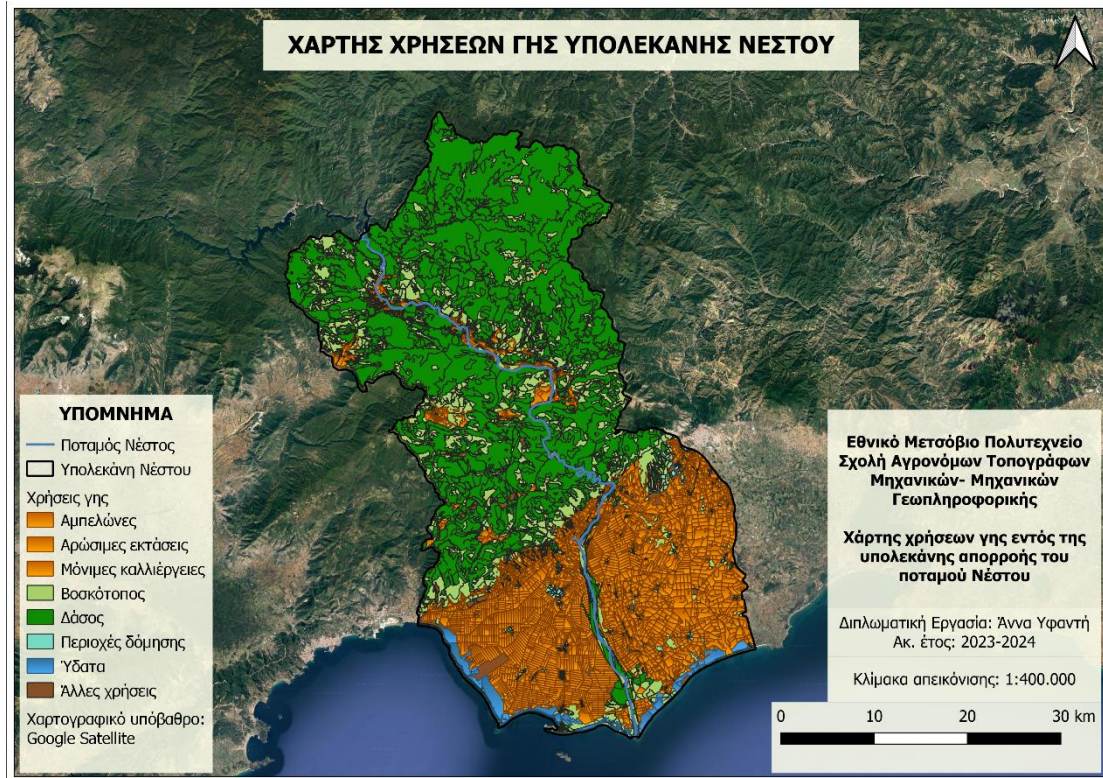 ΧΑΡΤΗΣ ΧΡΗΣΕΩΝ ΓΗΣ ΥΠΟΛΕΚΑΝΗΣ ΝΕΣΤΟΥ
ΥΠΟΜΝΗΜΑ
Ποταμός Νέστος
Υπολεκάνη Νέστου
Χρήσεις γης
Αμπελώνες
Αρώσιμες εκτάσεις
Μόνιμες καλλιέργειες
Βοσκότοπος
Δάσος
Περιοχές δόμησης
Ύδατα
Άλλες χρήσεις
Χαρτογραφικό υπόβαθρο:
Google Satellite
Εθνικό Μετσόβιο Πολυτεχνείο
Σχολή Αγρονόμων Τοπογράφων
Μηχανικών- Μηχανικών
Γεωπληροφορικής
Χάρτης χρήσεων γης εντός της
υπολεκάνης απορροής του
ποταμού Νέστου
Διπλωματική Εργασία: Άννα Υφαντή
Ακ. έτος: 2023-2024
Κλίμακα απεικόνισης: 1:400.000
0 10 20 30 km